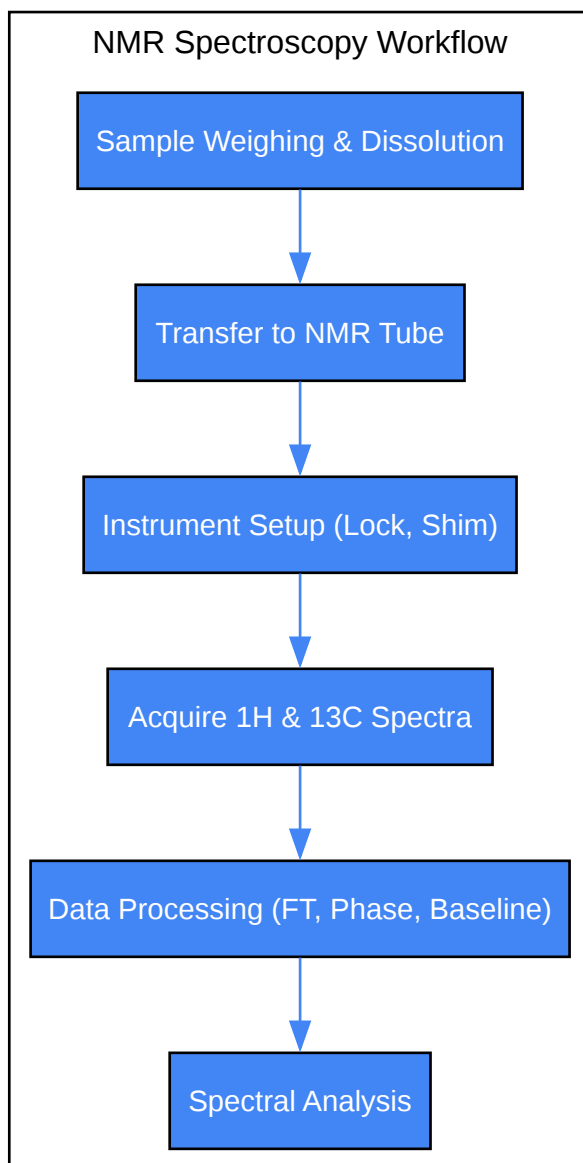 NMR Spectroscopy Workflow
Sample Weighing & Dissolution
Transfer to NMR Tube
Instrument Setup (Lock, Shim)
Acquire 1H & 13C Spectra
Data Processing (FT, Phase, Baseline)
Spectral Analysis